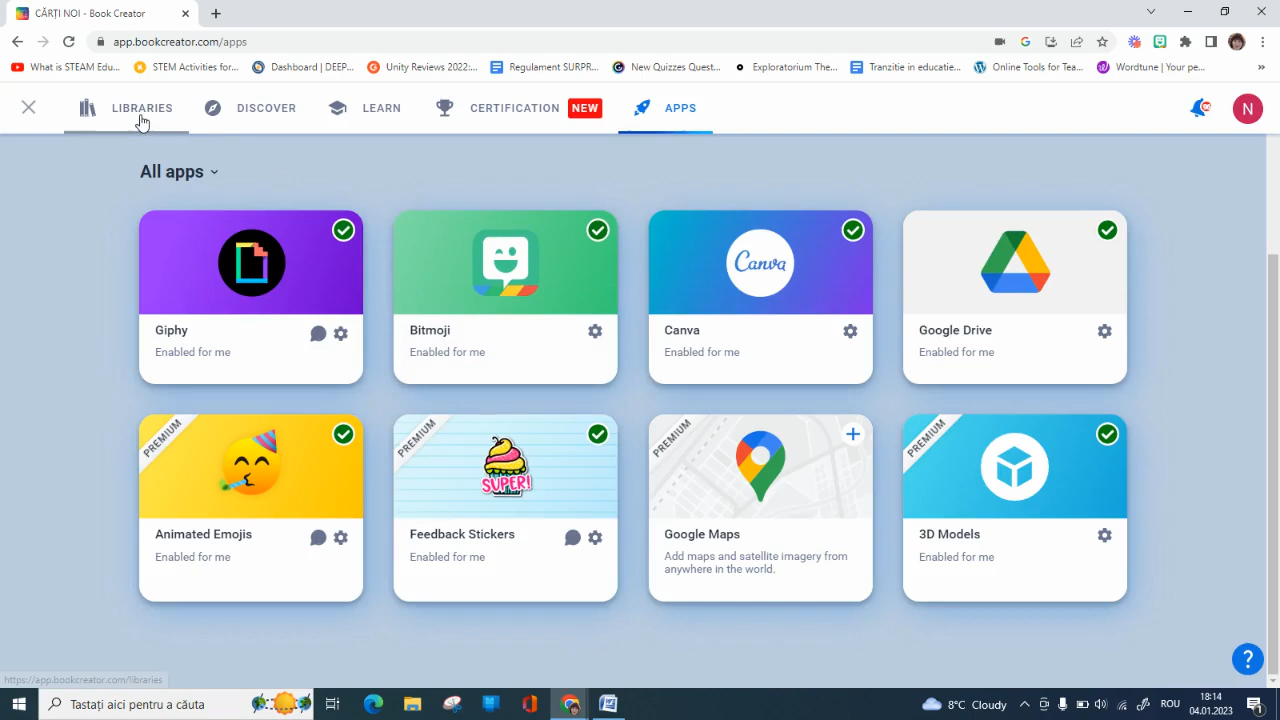 CĂRȚI NOI - Book Creator
app.bookcreator.com/apps
What is STEAM Edu...
STEM Activities for...
Dashboard | DEEP...
Unity Reviews 2022:...
Regulament SURPR...
New Quizzes Quest...
Exploratorium The...
Tranzitie in educatie...
Online Tools for Tea...
Wordtune | Your pe...
LIBRARIES
DISCOVER
LEARN
CERTIFICATION NEW
APPS
N
All apps
Canva
Giphy
Enabled for me
Bitmoji
Enabled for me
Canva
Enabled for me
Google Drive
Enabled for me
PREMIUM
Animated Emojis
Enabled for me
PREMIUM
SUPER!
Feedback Stickers
Enabled for me
PREMIUM
Google Maps
Add maps and satellite imagery from
anywhere in the world.
PREMIUM
3D Models
Enabled for me
?
https://app.bookcreator.com/libraries
Tastați aici pentru a căuta
8°C Cloudy
ROU
18:14
04.01.2023